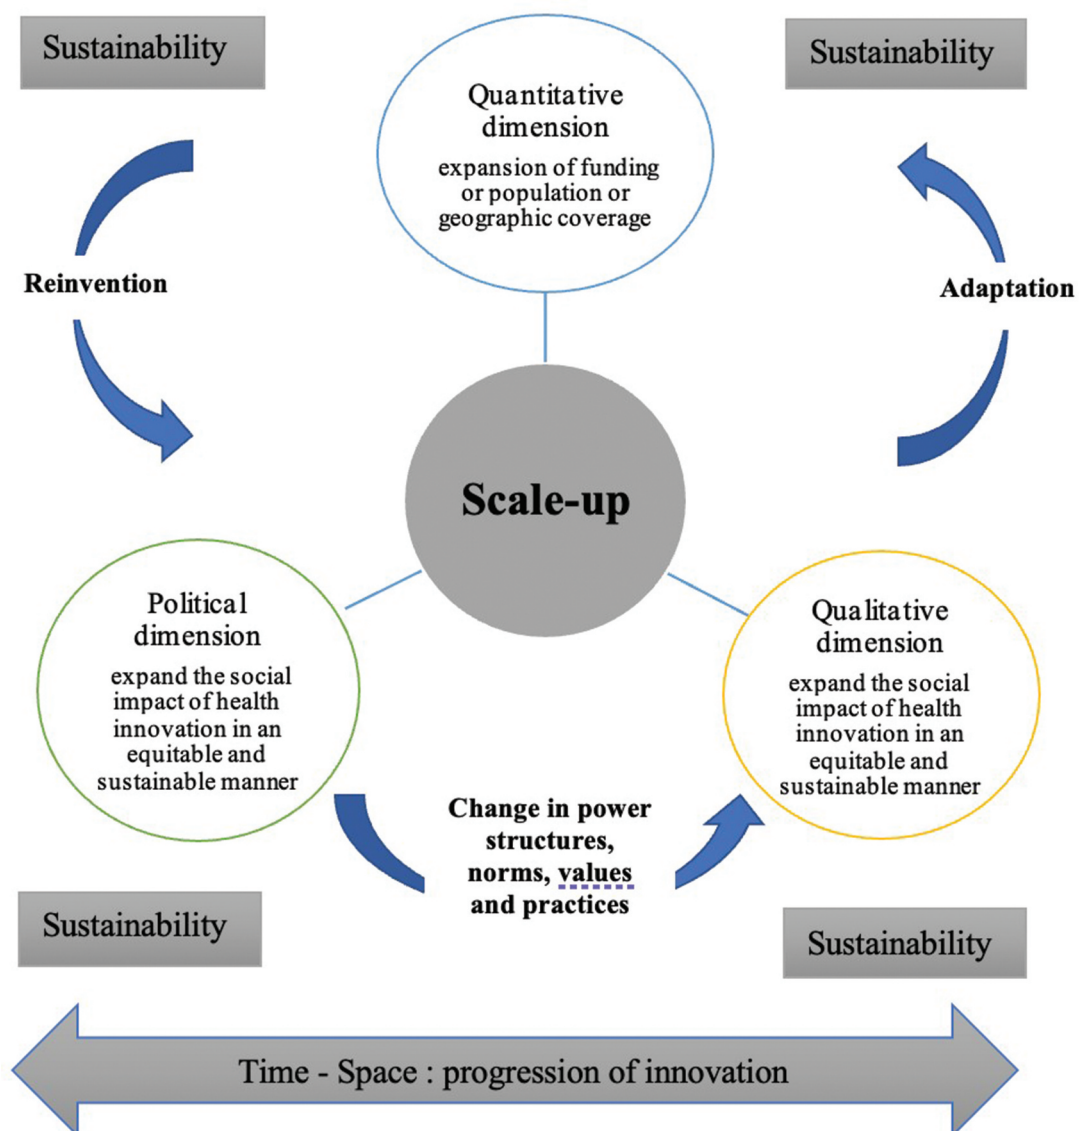 Sustainability
Sustainability
Quantitative
dimension
expansion of funding
or population or
geographic coverage
Reinvention
Adaptation
Scale-up
Political
dimension
expand the social
impact of health
innovation in an
equitable and
sustainable manner
Qualitative
dimension
expand the social
impact of health
innovation in an
equitable and
sustainable manner
Change in power
structures,
norms, values
and practices
Sustainability
Sustainability
Time - Space : progression of innovation